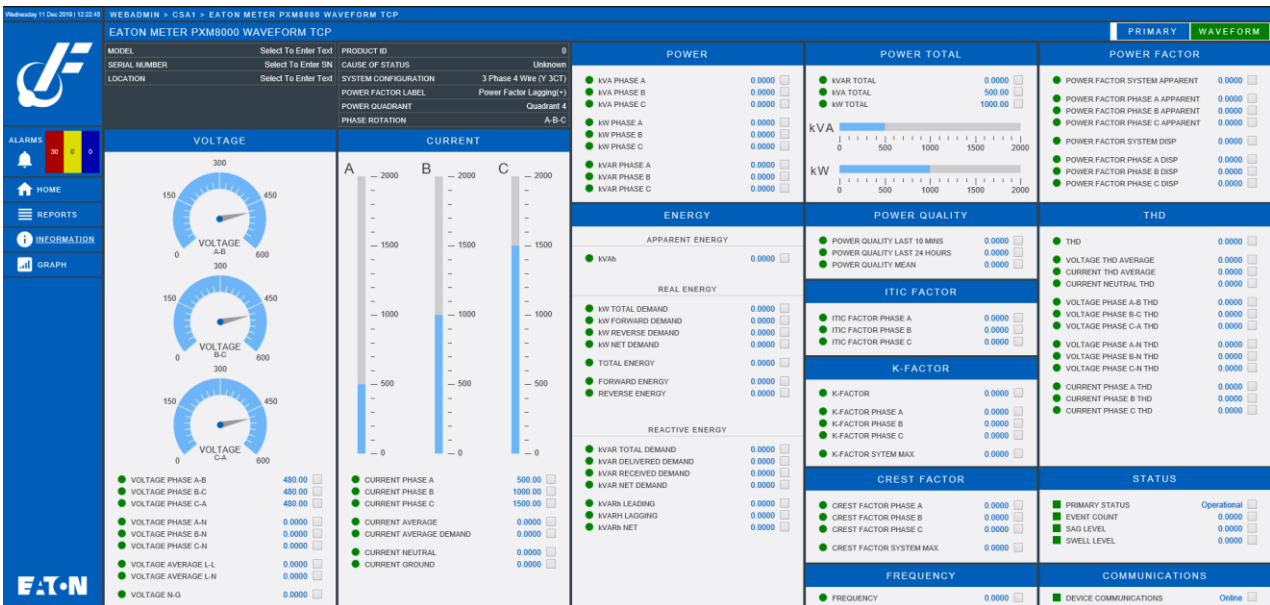 Wednesday 11 Dec 2019 | 12:22:45
WEBADMIN > CSA1 > EATON METER PXM8000 WAVEFORM TCP
EATON METER PXM8000 WAVEFORM TCP
PRIMARY
WAVEFORM
MODEL Select To Enter Text
SERIAL NUMBER Select To Enter SN
LOCATION Select To Enter Text
PRODUCT ID 0
CAUSE OF STATUS Unknown
SYSTEM CONFIGURATION 3 Phase 4 Wire (Y 3CT)
POWER FACTOR LABEL Power Factor Lagging(+)
POWER QUADRANT Quadrant 4
PHASE ROTATION A-B-C
ALARMS
30 0 0
HOME
REPORTS
INFORMATION
GRAPH
EATON
VOLTAGE
300
150 450
VOLTAGE
A-B
0 600
300
150 450
VOLTAGE
B-C
0 600
300
150 450
VOLTAGE
C-A
0 600
VOLTAGE PHASE A-B 480.00
VOLTAGE PHASE B-C 480.00
VOLTAGE PHASE C-A 480.00
VOLTAGE PHASE A-N 0.0000
VOLTAGE PHASE B-N 0.0000
VOLTAGE PHASE C-N 0.0000
VOLTAGE AVERAGE L-L 0.0000
VOLTAGE AVERAGE L-N 0.0000
VOLTAGE N-G 0.0000
CURRENT
A B C
2000 2000 2000
1500 1500 1500
1000 1000 1000
500 500 500
0 0 0
CURRENT PHASE A 500.00
CURRENT PHASE B 1000.00
CURRENT PHASE C 1500.00
CURRENT AVERAGE 0.0000
CURRENT AVERAGE DEMAND 0.0000
CURRENT NEUTRAL 0.0000
CURRENT GROUND 0.0000
POWER
kVA PHASE A 0.0000
kVA PHASE B 0.0000
kVA PHASE C 0.0000
kW PHASE A 0.0000
kW PHASE B 0.0000
kW PHASE C 0.0000
kVAR PHASE A 0.0000
kVAR PHASE B 0.0000
kVAR PHASE C 0.0000
ENERGY
APPARENT ENERGY
kVAh 0.0000
REAL ENERGY
kW TOTAL DEMAND 0.0000
kW FORWARD DEMAND 0.0000
kW REVERSE DEMAND 0.0000
kW NET DEMAND 0.0000
TOTAL ENERGY 0.0000
FORWARD ENERGY 0.0000
REVERSE ENERGY 0.0000
REACTIVE ENERGY
kVAR TOTAL DEMAND 0.0000
kVAR DELIVERED DEMAND 0.0000
kVAR RECEIVED DEMAND 0.0000
kVAR NET DEMAND 0.0000
kVARh LEADING 0.0000
kVARH LAGGING 0.0000
kVARh NET 0.0000
POWER TOTAL
kVAR TOTAL 0.0000
kVA TOTAL 500.00
kW TOTAL 1000.00
kVA
0 500 1000 1500 2000
kW
0 500 1000 1500 2000
POWER QUALITY
POWER QUALITY LAST 10 MINS 0.0000
POWER QUALITY LAST 24 HOURS 0.0000
POWER QUALITY MEAN 0.0000
ITIC FACTOR
ITIC FACTOR PHASE A 0.0000
ITIC FACTOR PHASE B 0.0000
ITIC FACTOR PHASE C 0.0000
K-FACTOR
K-FACTOR 0.0000
K-FACTOR PHASE A 0.0000
K-FACTOR PHASE B 0.0000
K-FACTOR PHASE C 0.0000
K-FACTOR SYTEM MAX 0.0000
CREST FACTOR
CREST FACTOR PHASE A 0.0000
CREST FACTOR PHASE B 0.0000
CREST FACTOR PHASE C 0.0000
CREST FACTOR SYSTEM MAX 0.0000
FREQUENCY
FREQUENCY 0.0000
POWER FACTOR
POWER FACTOR SYSTEM APPARENT 0.0000
POWER FACTOR PHASE A APPARENT 0.0000
POWER FACTOR PHASE B APPARENT 0.0000
POWER FACTOR PHASE C APPARENT 0.0000
POWER FACTOR SYSTEM DISP 0.0000
POWER FACTOR PHASE A DISP 0.0000
POWER FACTOR PHASE B DISP 0.0000
POWER FACTOR PHASE C DISP 0.0000
THD
THD 0.0000
VOLTAGE THD AVERAGE 0.0000
CURRENT THD AVERAGE 0.0000
CURRENT NEUTRAL THD 0.0000
VOLTAGE PHASE A-B THD 0.0000
VOLTAGE PHASE B-C THD 0.0000
VOLTAGE PHASE C-A THD 0.0000
VOLTAGE PHASE A-N THD 0.0000
VOLTAGE PHASE B-N THD 0.0000
VOLTAGE PHASE C-N THD 0.0000
CURRENT PHASE A THD 0.0000
CURRENT PHASE B THD 0.0000
CURRENT PHASE C THD 0.0000
STATUS
PRIMARY STATUS Operational
EVENT COUNT 0.0000
SAG LEVEL 0.0000
SWELL LEVEL 0.0000
COMMUNICATIONS
DEVICE COMMUNICATIONS Online